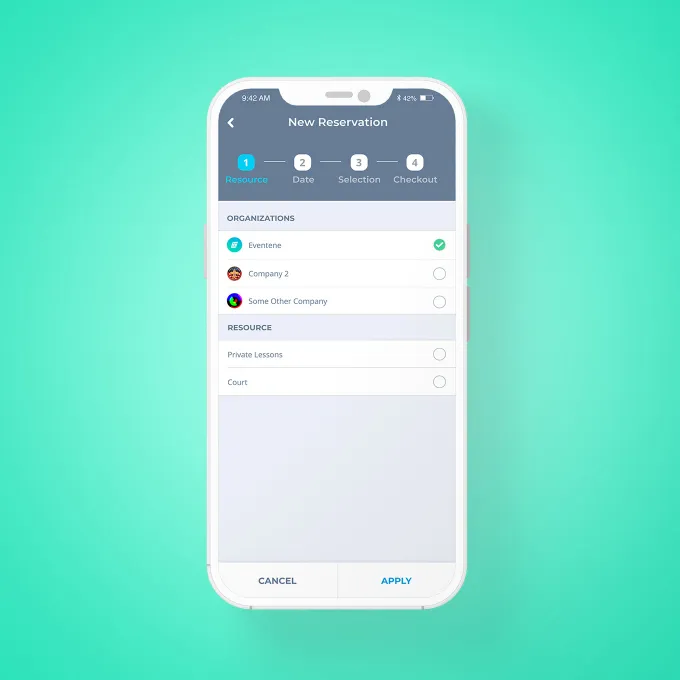 9:42 AM 42%
New Reservation
1 2 3 4
Resource Date Selection Checkout
ORGANIZATIONS
Eventene
Company 2
Some Other Company
RESOURCE
Private Lessons
Court
CANCEL APPLY